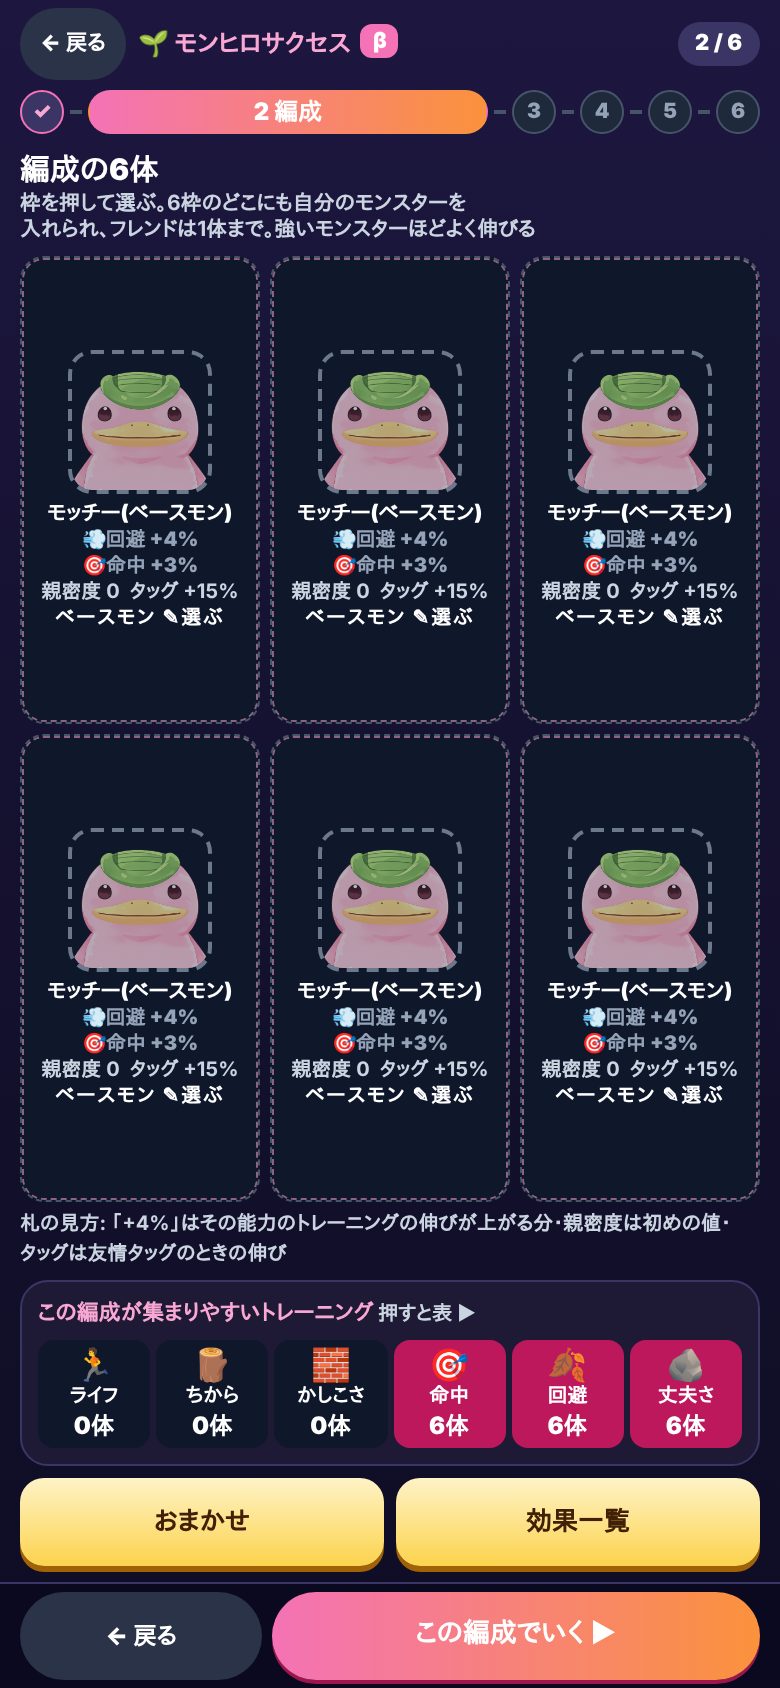 ← 戻る
🌱 モンヒロサクセス β
2 / 6
✓ 2 編成 3 4 5 6
編成の6体
枠を押して選ぶ。6枠のどこにも自分のモンスターを
入れられ、フレンドは1体まで。強いモンスターほどよく伸びる
モッチー(ベースモン)
💨回避 +4%
🎯命中 +3%
親密度 0 タッグ +15%
ベースモン ✎選ぶ
モッチー(ベースモン)
💨回避 +4%
🎯命中 +3%
親密度 0 タッグ +15%
ベースモン ✎選ぶ
モッチー(ベースモン)
💨回避 +4%
🎯命中 +3%
親密度 0 タッグ +15%
ベースモン ✎選ぶ
モッチー(ベースモン)
💨回避 +4%
🎯命中 +3%
親密度 0 タッグ +15%
ベースモン ✎選ぶ
モッチー(ベースモン)
💨回避 +4%
🎯命中 +3%
親密度 0 タッグ +15%
ベースモン ✎選ぶ
モッチー(ベースモン)
💨回避 +4%
🎯命中 +3%
親密度 0 タッグ +15%
ベースモン ✎選ぶ
札の見方: 「+4%」はその能力のトレーニングの伸びが上がる分・親密度は初めの値・
タッグは友情タッグのときの伸び
この編成が集まりやすいトレーニング 押すと表 ▶
ライフ
0体
ちから
0体
かしこさ
0体
命中
6体
回避
6体
丈夫さ
6体
おまかせ
効果一覧
← 戻る
この編成でいく ▶